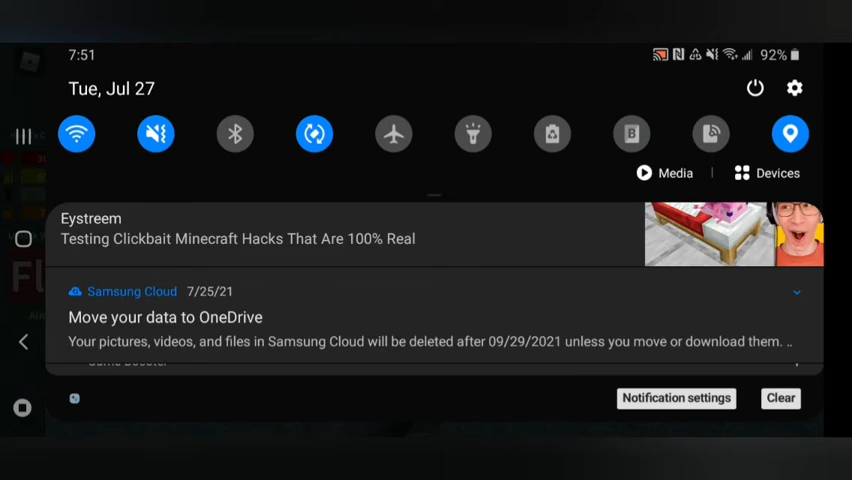 7:51
92%
Tue, Jul 27
Media
Devices
Eystreem
Testing Clickbait Minecraft Hacks That Are 100% Real
Samsung Cloud 7/25/21
Move your data to OneDrive
Your pictures, videos, and files in Samsung Cloud will be deleted after 09/29/2021 unless you move or download them. ..
Game Booster
Notification settings
Clear